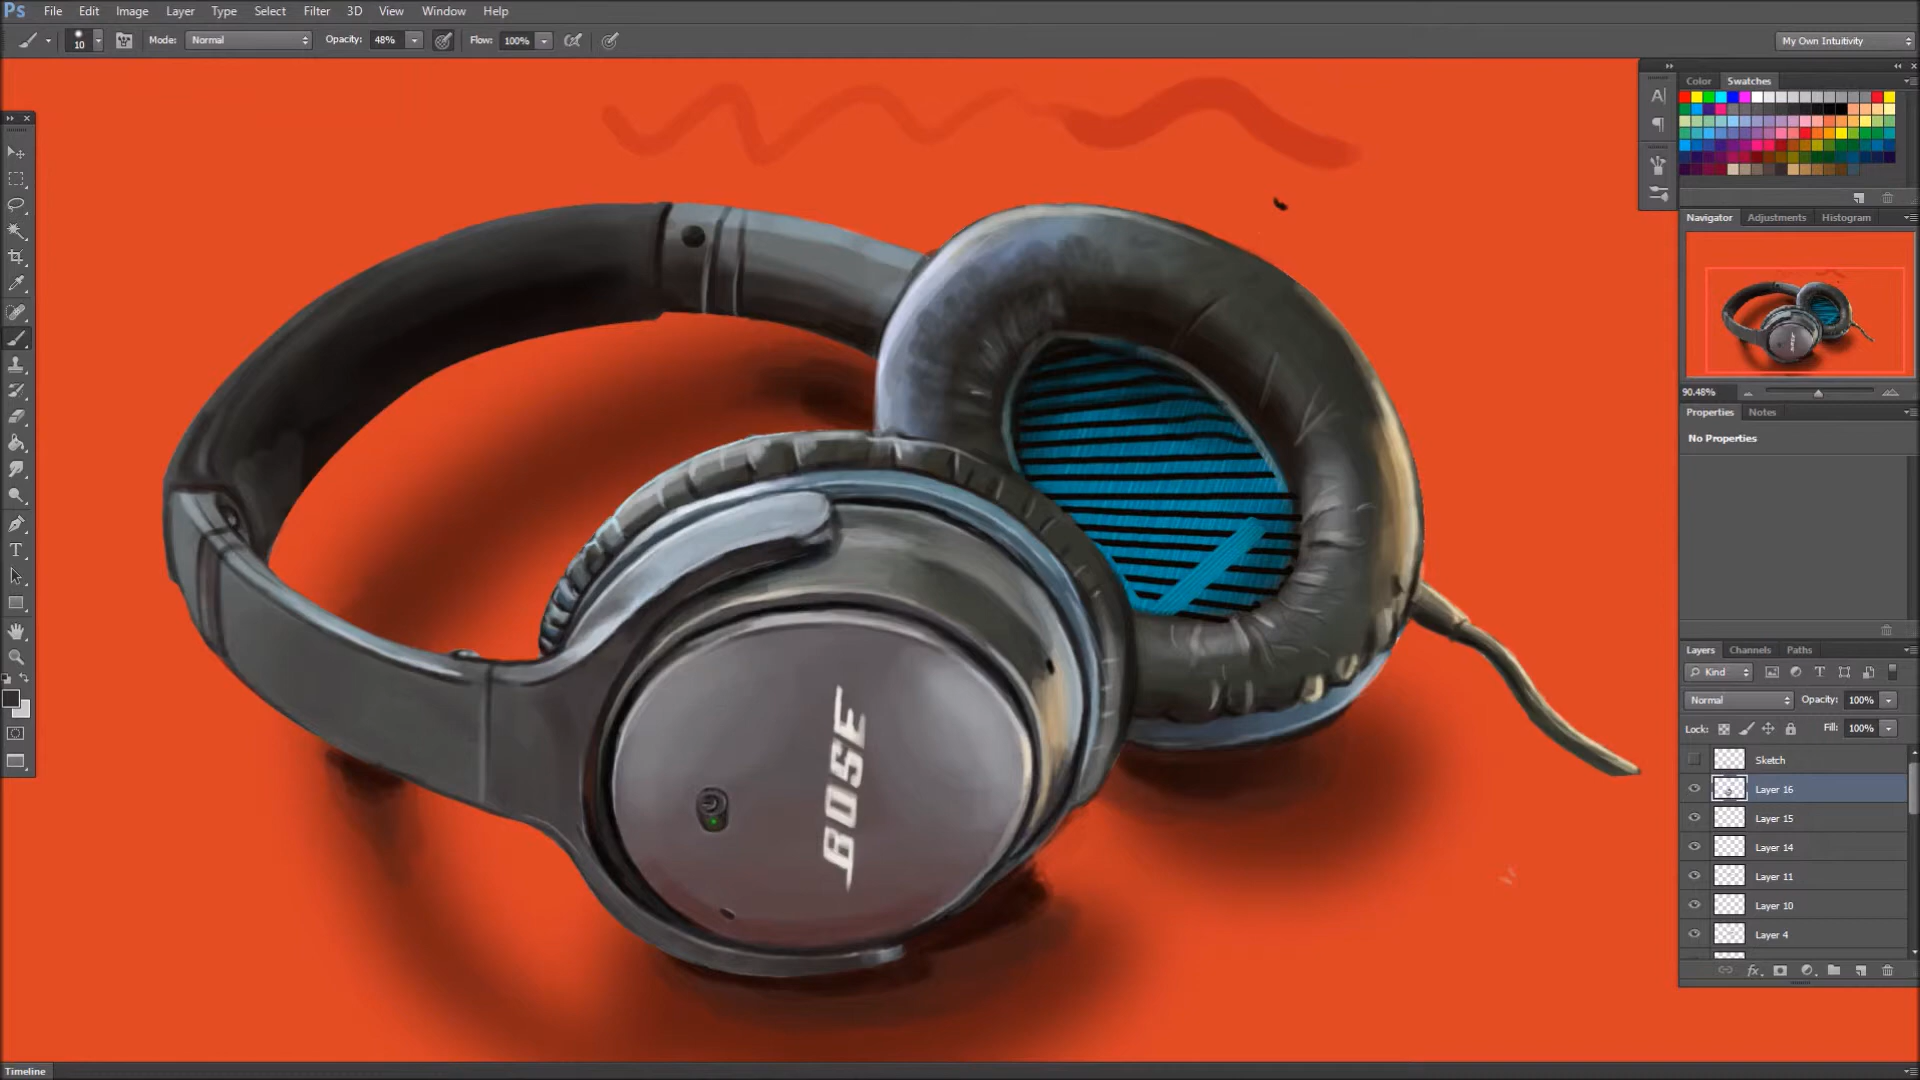 Ps File Edit Image Layer Type Select Filter 3D View Window Help
10 Mode: Normal Opacity: 48% Flow: 100% My Own Intuitivity
Color Swatches
Navigator Adjustments Histogram
90.48%
Properties Notes
No Properties
Layers Channels Paths
Kind
Normal Opacity: 100%
Lock: Fill: 100%
Sketch
Layer 16
Layer 15
Layer 14
Layer 11
Layer 10
Layer 4
BOSE
Timeline